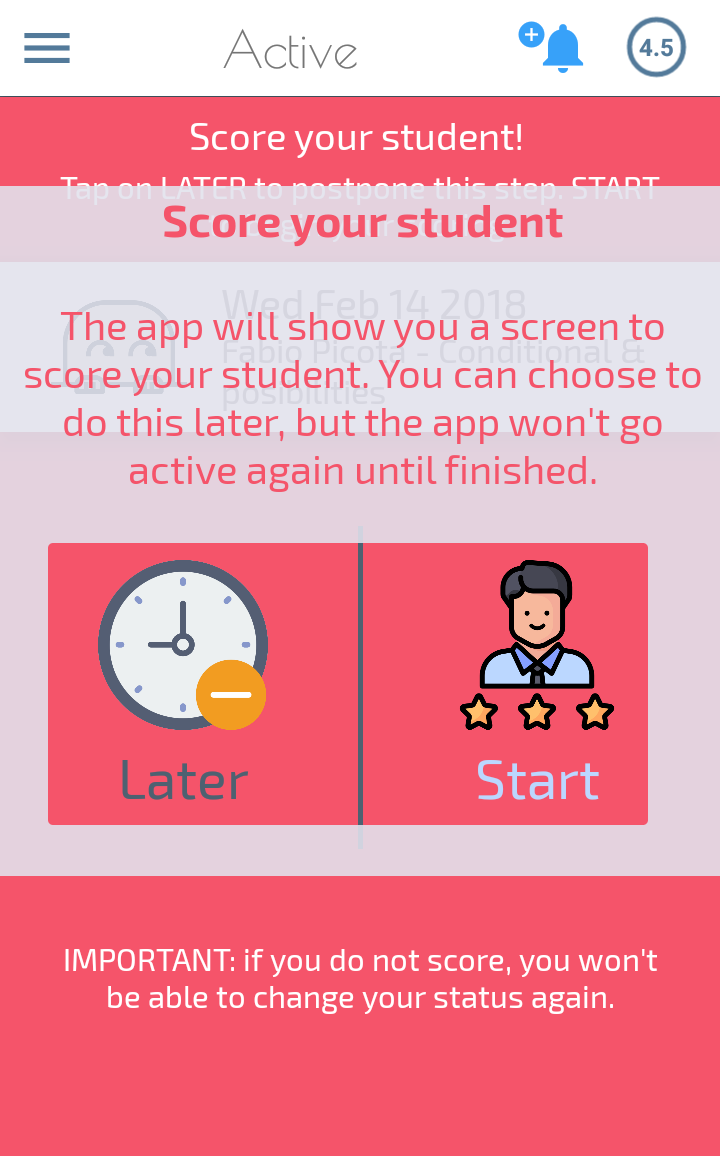 Active
4.5
Score your student!
Tap on LATER to postpone this step. START
Score your student
Wed Feb 14 2018
The app will show you a screen to
Fabio Picota - Conditional &
score your student. You can choose to
posibilities
do this later, but the app won't go
active again until finished.
Later
Start
IMPORTANT: if you do not score, you won't
be able to change your status again.